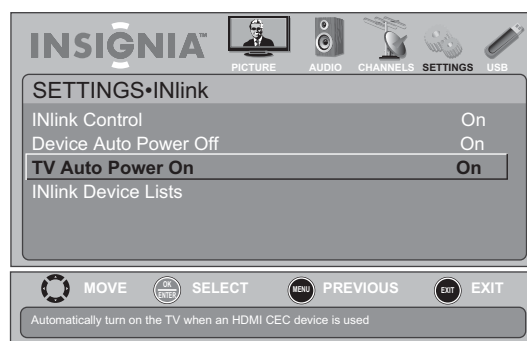 INSIGNIA™
PICTURE AUDIO CHANNELS SETTINGS USB
SETTINGS•INlink
INlink Control On
Device Auto Power Off On
TV Auto Power On On
INlink Device Lists
MOVE OK ENTER SELECT MENU PREVIOUS EXIT EXIT
Automatically turn on the TV when an HDMI CEC device is used